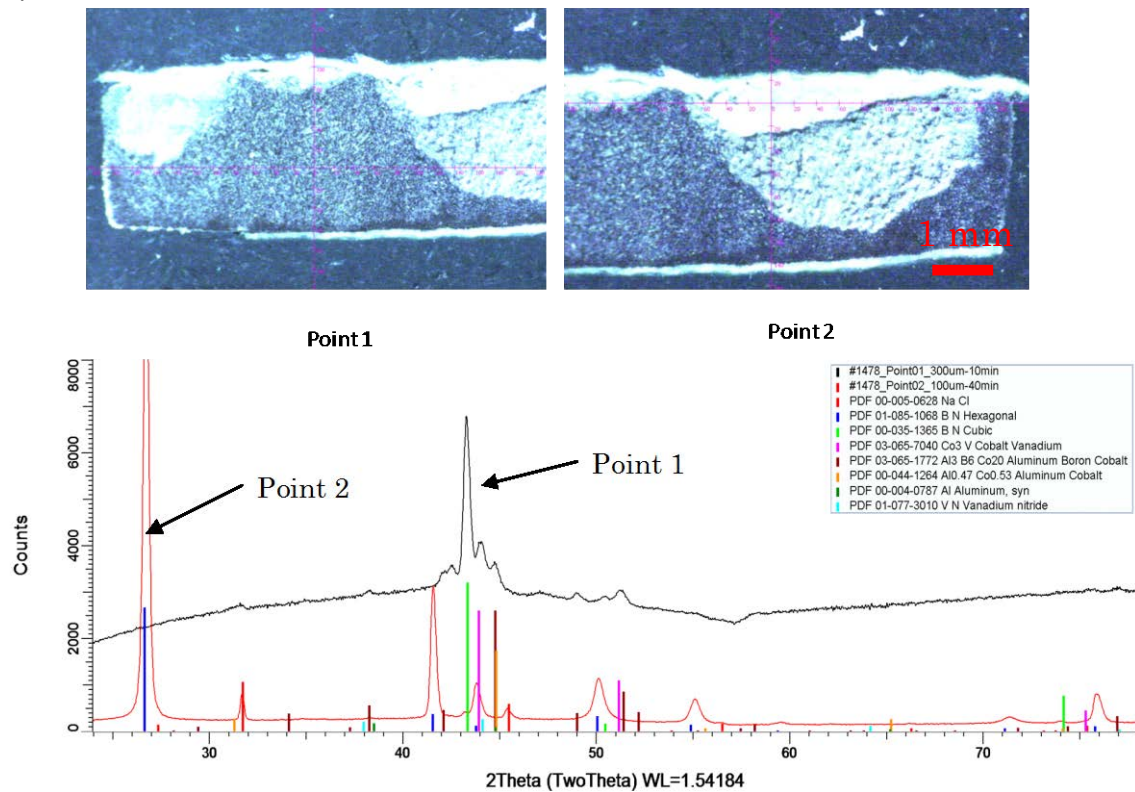 1 mm
Point 1
Point 2
8000
6000
4000
2000
0
Counts
Point 2
Point 1
#1478_Point01_300um-10min
#1478_Point02_100um-40min
PDF 00-005-0628 Na Cl
PDF 01-085-1068 B N Hexagonal
PDF 00-035-1365 B N Cubic
PDF 03-065-7040 Co3 V Cobalt Vanadium
PDF 03-065-1772 Al3 B6 Co20 Aluminum Boron Cobalt
PDF 00-044-1264 Al0.47 Co0.53 Aluminum Cobalt
PDF 00-004-0787 Al Aluminum, syn
PDF 01-077-3010 V N Vanadium nitride
30 40 50 60 70
2Theta (TwoTheta) WL=1.54184